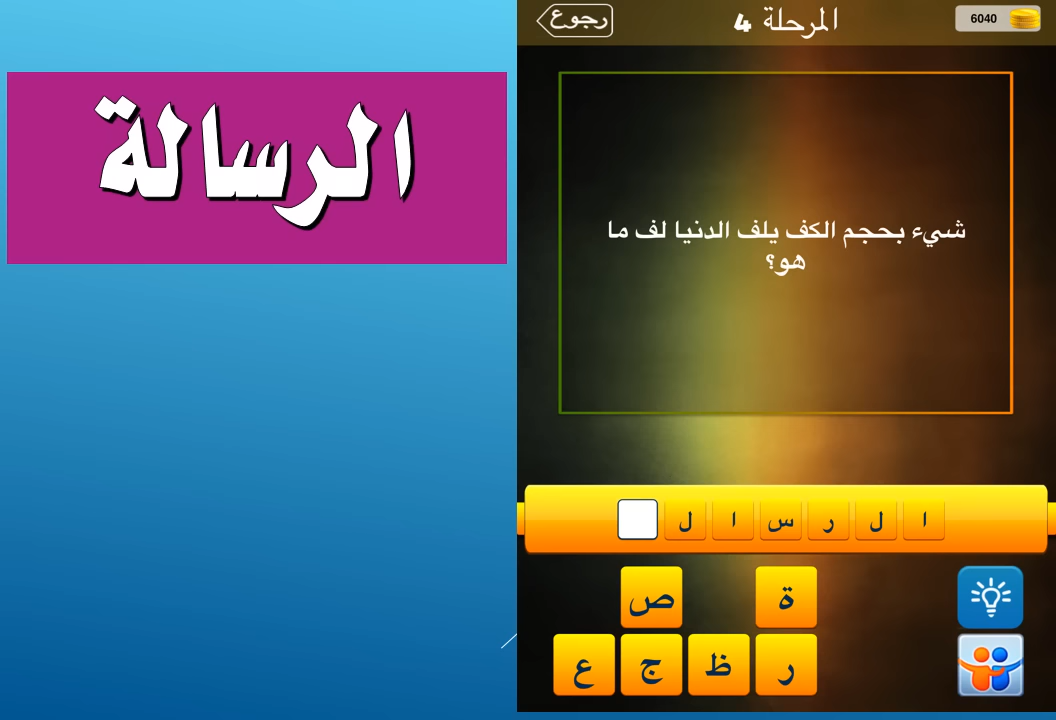 الرسالة
رجوع
المرحلة 4
6040
شيء بحجم الكف يلف الدنيا لف ما
هو؟
ا ل ر س ا ل
ة ص
ر ظ ج ع